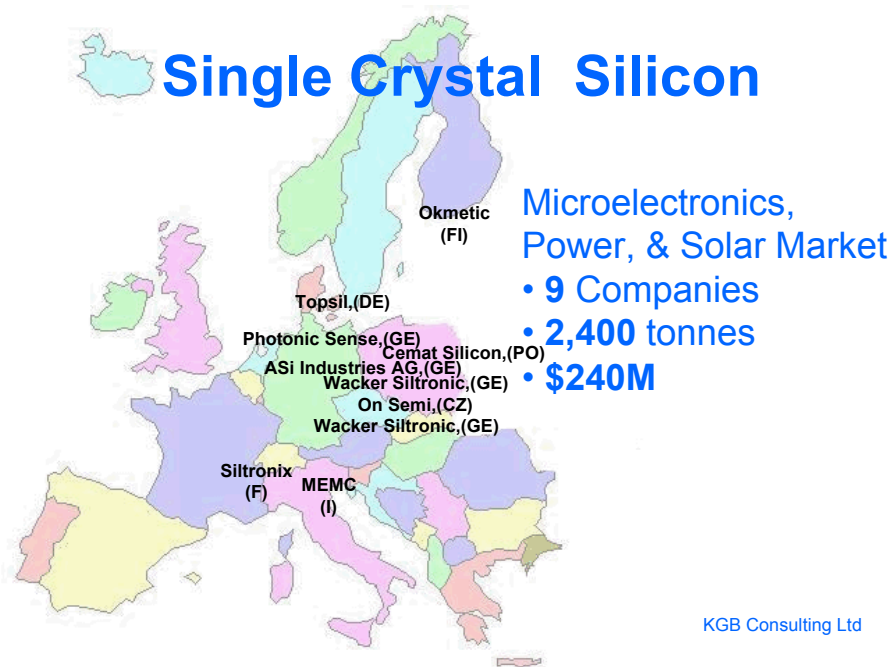 Single Crystal  Silicon
Okmetic
(FI)
Microelectronics,
Power, & Solar Market
• 9 Companies
• 2,400 tonnes
• $240M
Topsil,(DE)
Photonic Sense,(GE)
Cemat Silicon,(PO)
ASi Industries AG,(GE)
Wacker Siltronic,(GE)
On Semi,(CZ)
Wacker Siltronic,(GE)
Siltronix
(F)
MEMC
(I)
KGB Consulting Ltd